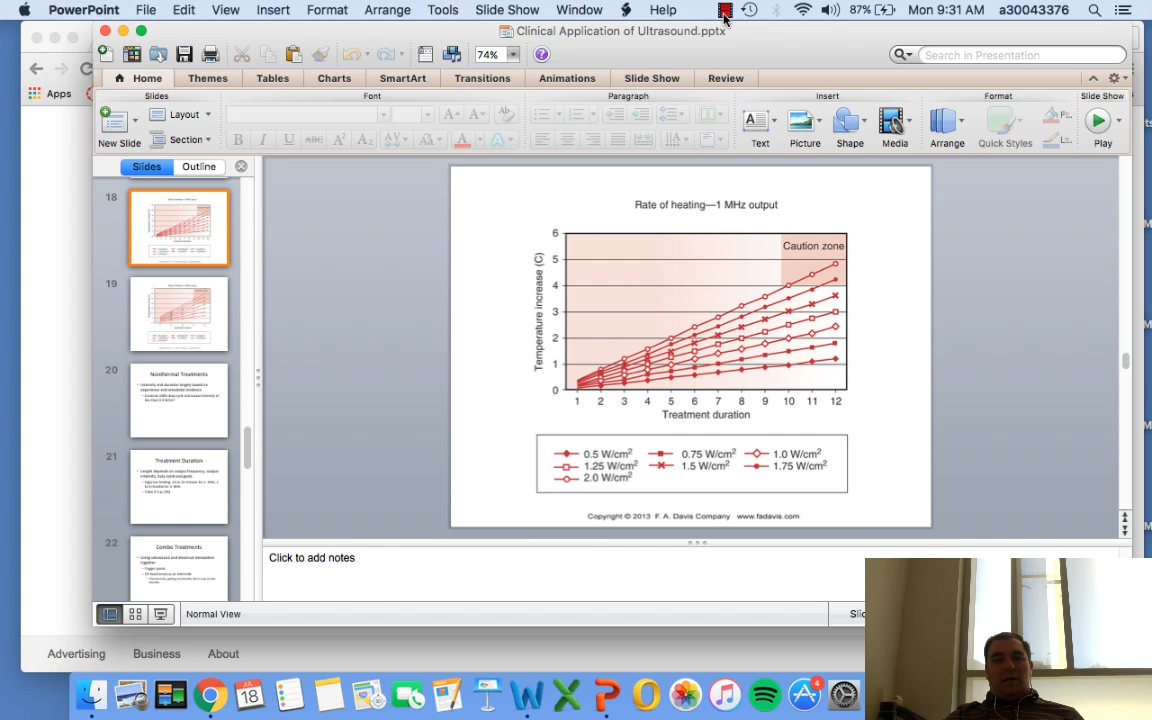 PowerPoint File Edit View Insert Format Arrange Tools Slide Show Window Help 87% Mon 9:31 AM a30043376
Clinical Application of Ultrasound.pptx
74% Search in Presentation
Home Themes Tables Charts SmartArt Transitions Animations Slide Show Review
Slides Font Paragraph Insert Format Slide Show
Layout
New Slide Section Text Picture Shape Media Arrange Quick Styles Play
Apps
Slides Outline
18
19
20
Nonthermal Treatments
21
Treatment Duration
22
Combo Treatments
Rate of heating—1 MHz output
Caution zone
Temperature increase (C)
6
5
4
3
2
1
0
1 2 3 4 5 6 7 8 9 10 11 12
Treatment duration
0.5 W/cm² 0.75 W/cm² 1.0 W/cm²
1.25 W/cm² 1.5 W/cm² 1.75 W/cm²
2.0 W/cm²
Copyright © 2013 F. A. Davis Company www.fadavis.com
Click to add notes
Normal View
Advertising Business About
18
4